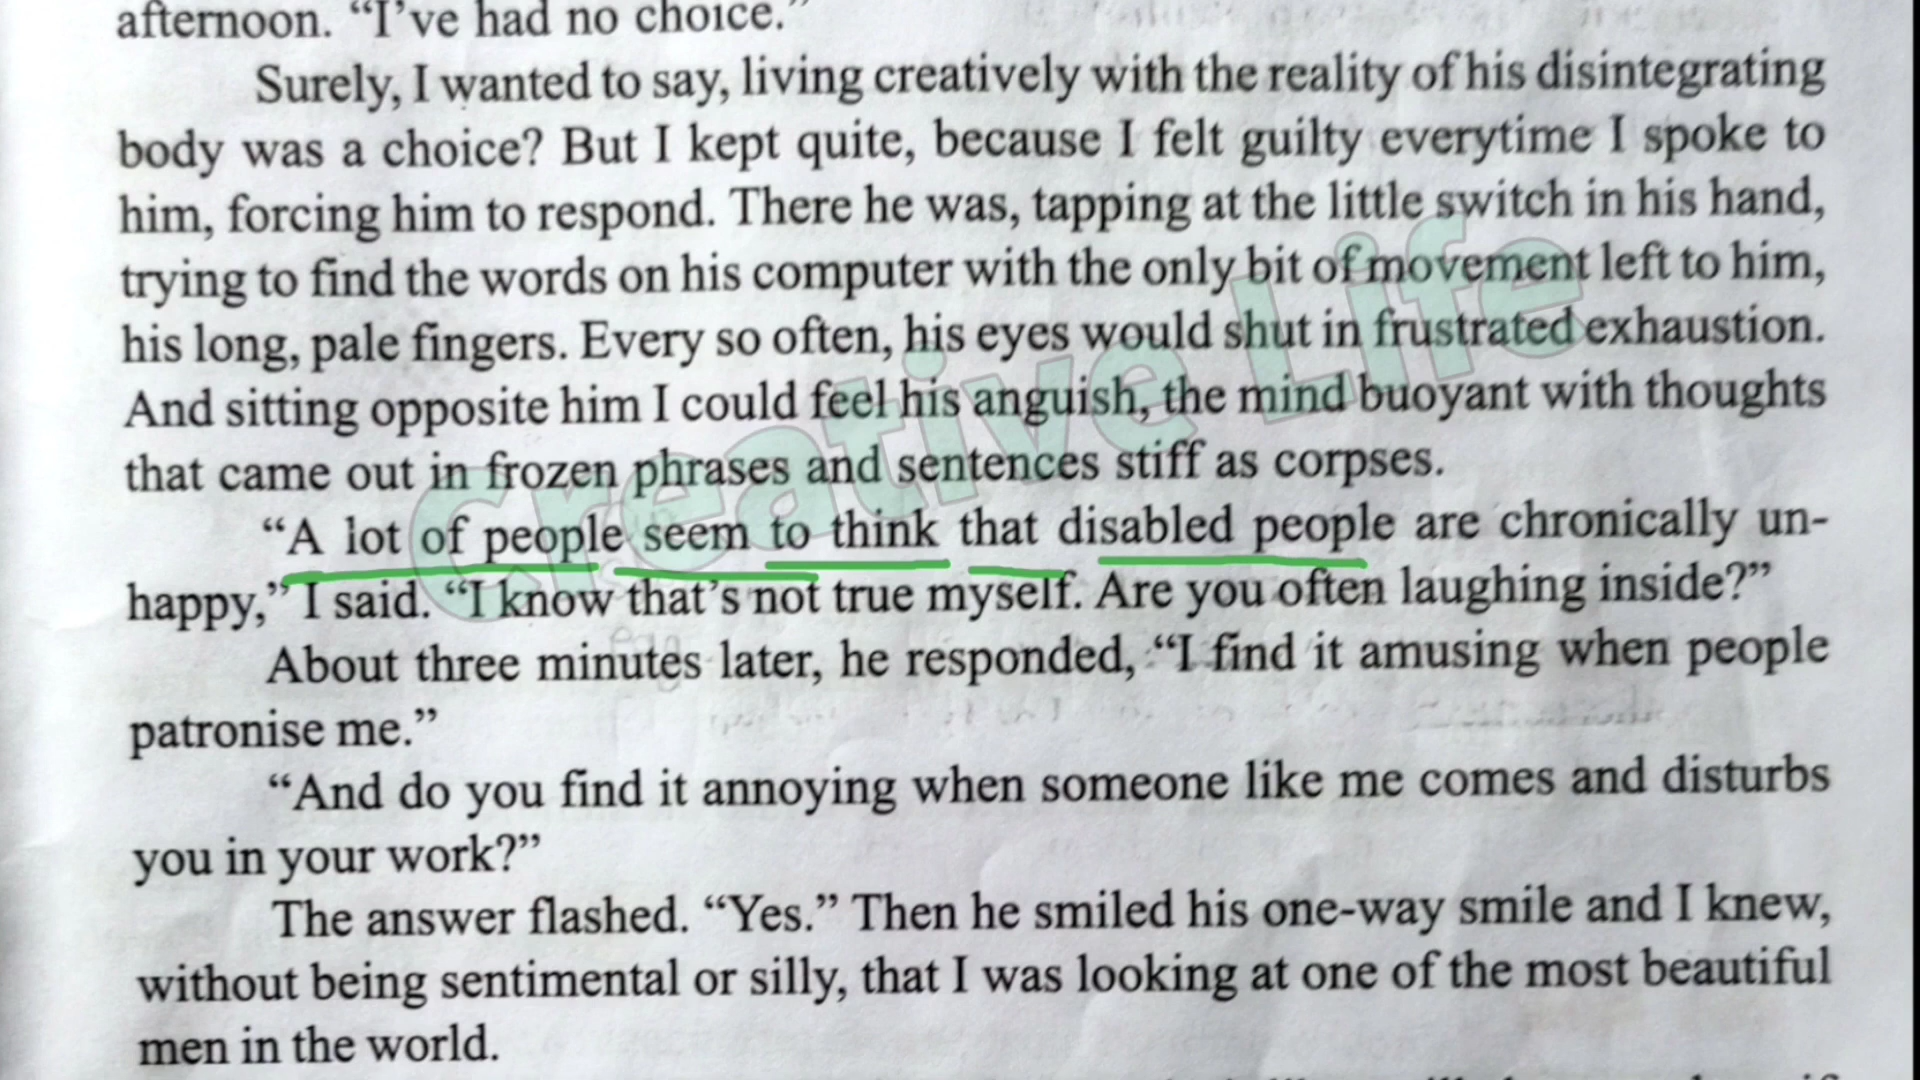 afternoon. “I’ve had no choice.”
Surely, I wanted to say, living creatively with the reality of his disintegrating
body was a choice? But I kept quite, because I felt guilty everytime I spoke to
him, forcing him to respond. There he was, tapping at the little switch in his hand,
trying to find the words on his computer with the only bit of movement left to him,
his long, pale fingers. Every so often, his eyes would shut in frustrated exhaustion.
And sitting opposite him I could feel his anguish, the mind buoyant with thoughts
that came out in frozen phrases and sentences stiff as corpses.
“A lot of people seem to think that disabled people are chronically un-
happy,” I said. “I know that’s not true myself. Are you often laughing inside?”
About three minutes later, he responded, “I find it amusing when people
patronise me.”
“And do you find it annoying when someone like me comes and disturbs
you in your work?”
The answer flashed. “Yes.” Then he smiled his one-way smile and I knew,
without being sentimental or silly, that I was looking at one of the most beautiful
men in the world.
Creative Life